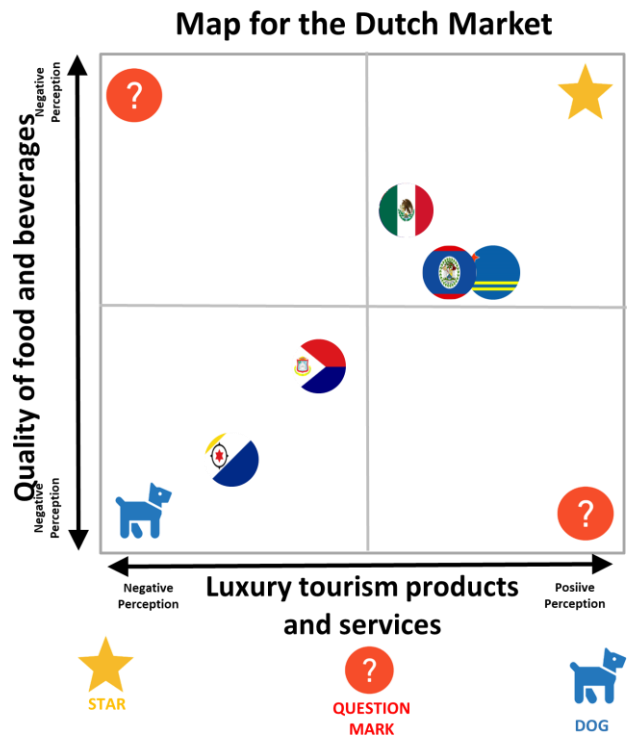 Map for the Dutch Market
Negative
Perception
Quality of food and beverages
Negative
Perception
?
?
Negative
Perception
Luxury tourism products
and services
Posiive
Perception
?
STAR
QUESTION
MARK
DOG